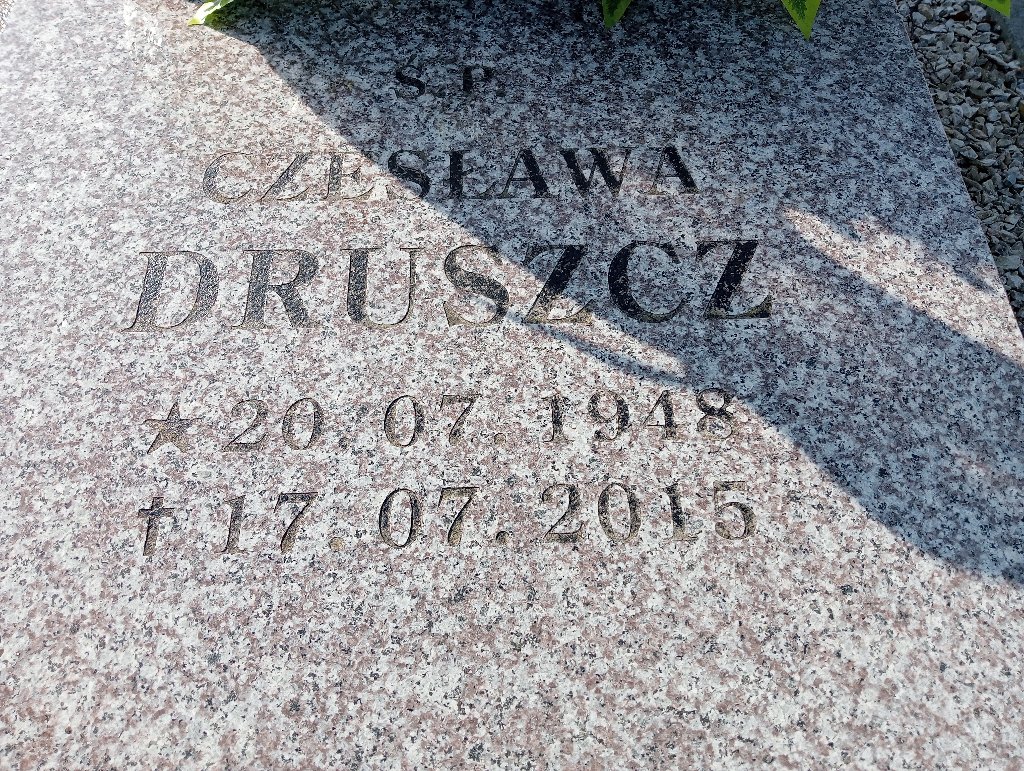 Ś.P.
CZESŁAWA
DRUSZCZ
★ 20. 07. 1948
✝ 17. 07. 2015